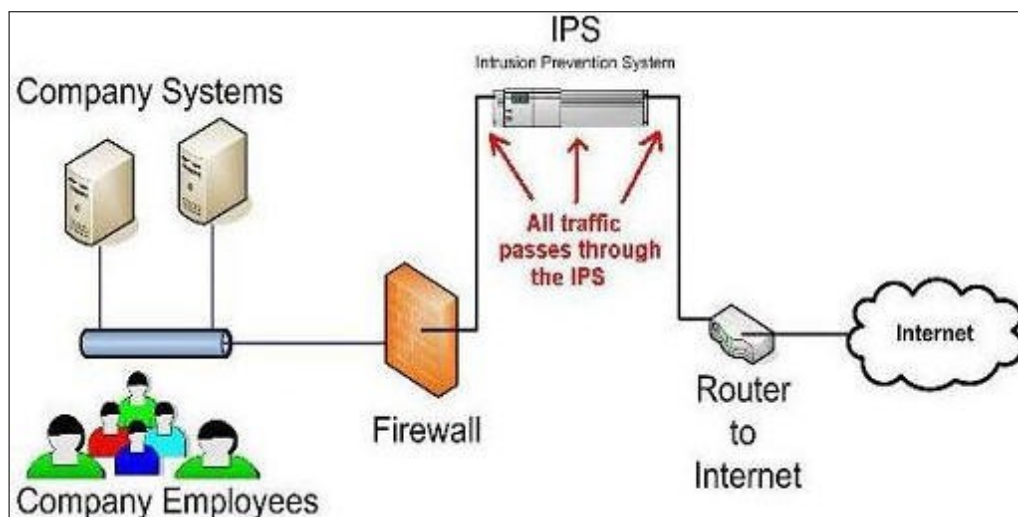 IPS
Intrusion Prevention System
Company Systems
All traffic
passes through
the IPS
Internet
Firewall
Router
to
Internet
Company Employees